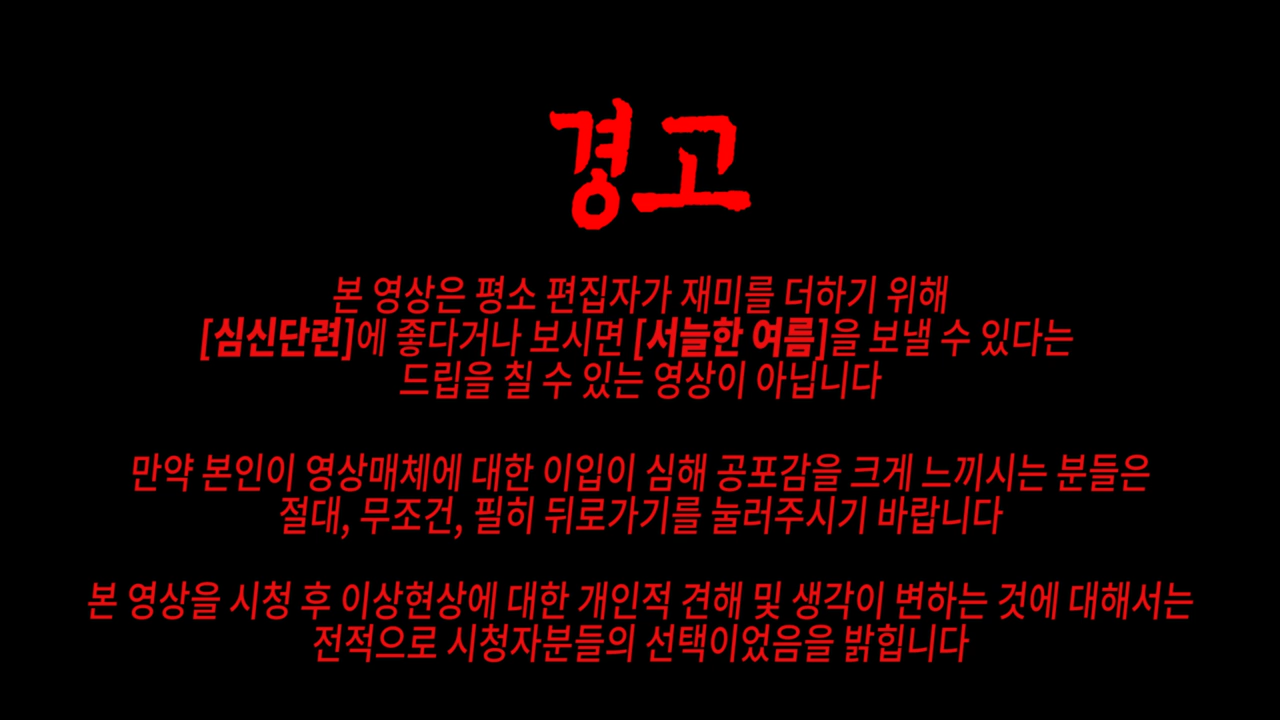 경고
본 영상은 평소 편집자가 재미를 더하기 위해
[심신단련]에 좋다거나 보시면 [서늘한 여름]을 보낼 수 있다는
드립을 칠 수 있는 영상이 아닙니다
만약 본인이 영상매체에 대한 이입이 심해 공포감을 크게 느끼시는 분들은
절대, 무조건, 필히 뒤로가기를 눌러주시기 바랍니다
본 영상을 시청 후 이상현상에 대한 개인적 견해 및 생각이 변하는 것에 대해서는
전적으로 시청자분들의 선택이었음을 밝힙니다